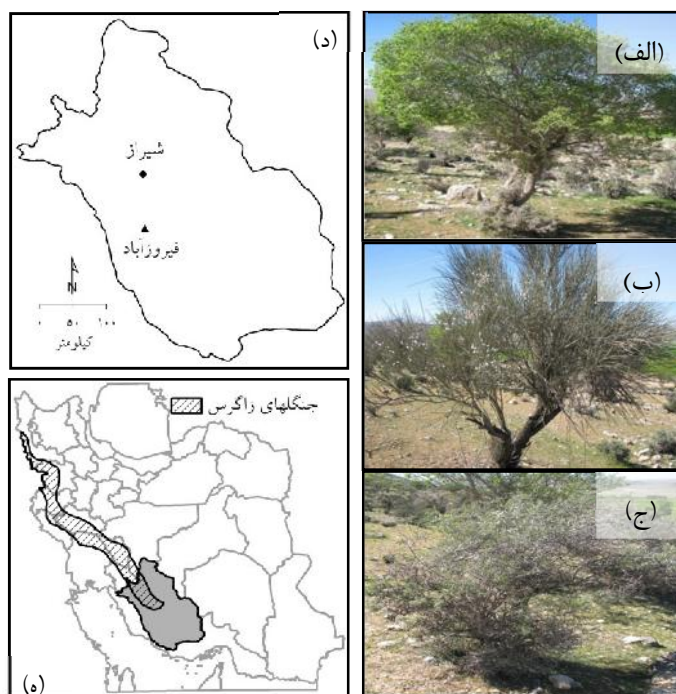 (الف)
(ب)
(ج)
(د)
شیراز
فیروزآباد
N
۰ ۵۰ ۱۰۰
کیلومتر
جنگلهای زاگرس
(ه)